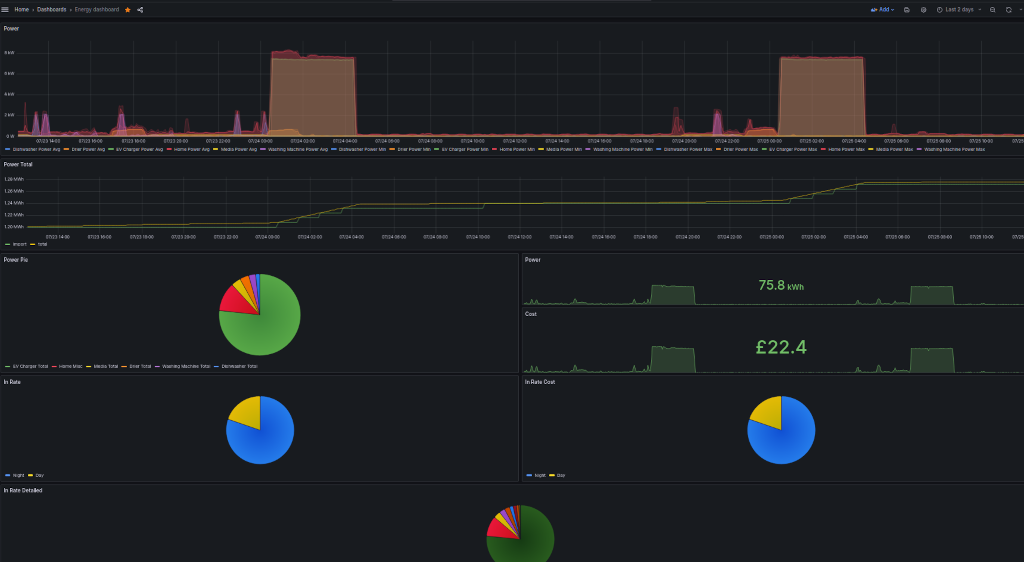 Home › Dashboards › Energy dashboard
Add
Last 2 days
Power
8 kW
6 kW
4 kW
2 kW
0 W
07/23 14:00 07/23 16:00 07/23 18:00 07/23 20:00 07/23 22:00 07/24 00:00 07/24 02:00 07/24 04:00 07/24 06:00 07/24 08:00 07/24 10:00 07/24 12:00 07/24 14:00 07/24 16:00 07/24 18:00 07/24 20:00 07/24 22:00 07/25 00:00 07/25 02:00 07/25 04:00 07/25 06:00 07/25 08:00 07/25 10:00
Dishwasher Power Avg Drier Power Avg EV Charger Power Avg Home Power Avg Media Power Avg Washing Machine Power Avg Dishwasher Power Min Drier Power Min EV Charger Power Min Home Power Min Media Power Min Washing Machine Power Min Dishwasher Power Max Drier Power Max EV Charger Power Max Home Power Max Media Power Max Washing Machine Power Max
Power Total
1.28 MWh
1.26 MWh
1.24 MWh
1.22 MWh
1.20 MWh
07/23 14:00 07/23 16:00 07/23 18:00 07/23 20:00 07/23 22:00 07/24 00:00 07/24 02:00 07/24 04:00 07/24 06:00 07/24 08:00 07/24 10:00 07/24 12:00 07/24 14:00 07/24 16:00 07/24 18:00 07/24 20:00 07/24 22:00 07/25 00:00 07/25 02:00 07/25 04:00 07/25 06:00 07/25 08:00 07/25 10:00
Import Total
Power Pie
EV Charger Total Home Misc Media Total Drier Total Washing Machine Total Dishwasher Total
Power
75.8 kWh
Cost
£22.4
In Rate
Night Day
In Rate Cost
Night Day
In Rate Detailed